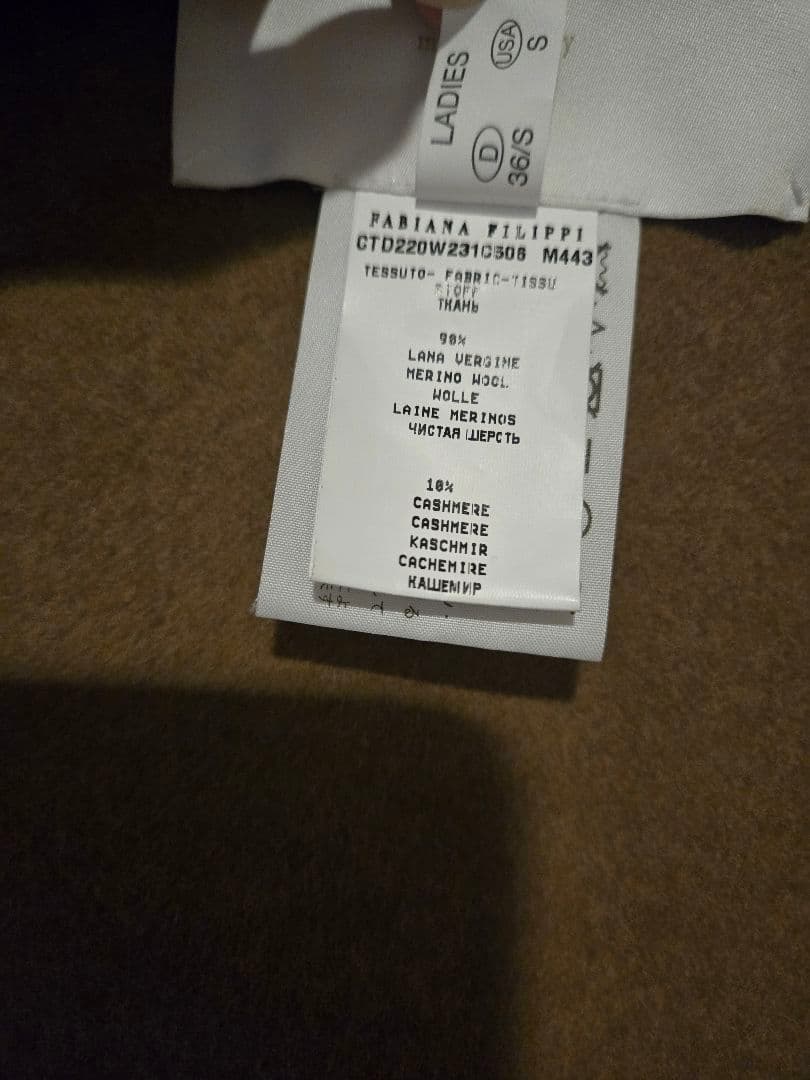 LADIES
USA
S
D
36/S
y
FABIANA FILIPPI
CTD220W231C506 M443
TESSUTO- FABRIC-TISSU
STOFF
ТКАНЬ
90%
LANA VERGINE
MERINO WOOL
WOLLE
LAINE MERINOS
ЧИСТАЯ ШЕРСТЬ
10%
CASHMERE
CASHMERE
KASCHMIR
CACHEMIRE
КАШЕМИР